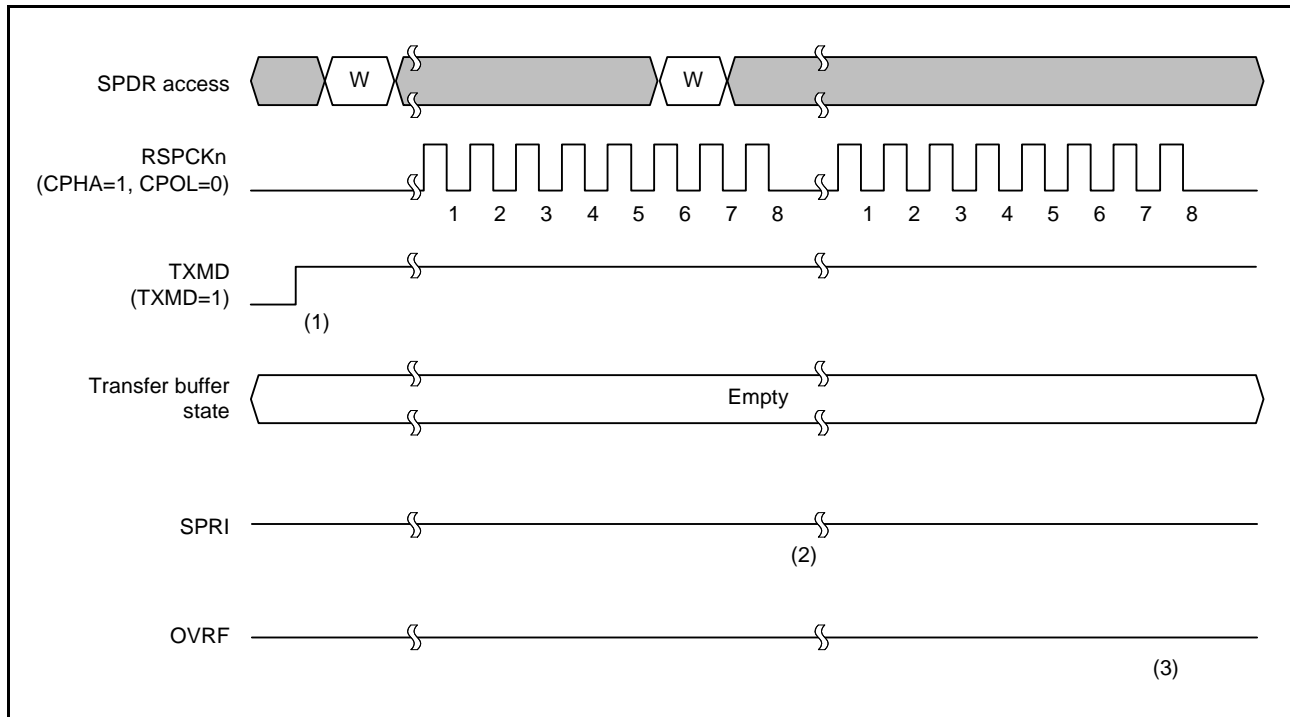 SPDR access
W
W
RSPCKn
(CPHA=1, CPOL=0)
1 2 3 4 5 6 7 8 1 2 3 4 5 6 7 8
TXMD
(TXMD=1)
(1)
Transfer buffer
state
Empty
SPRI
(2)
OVRF
(3)